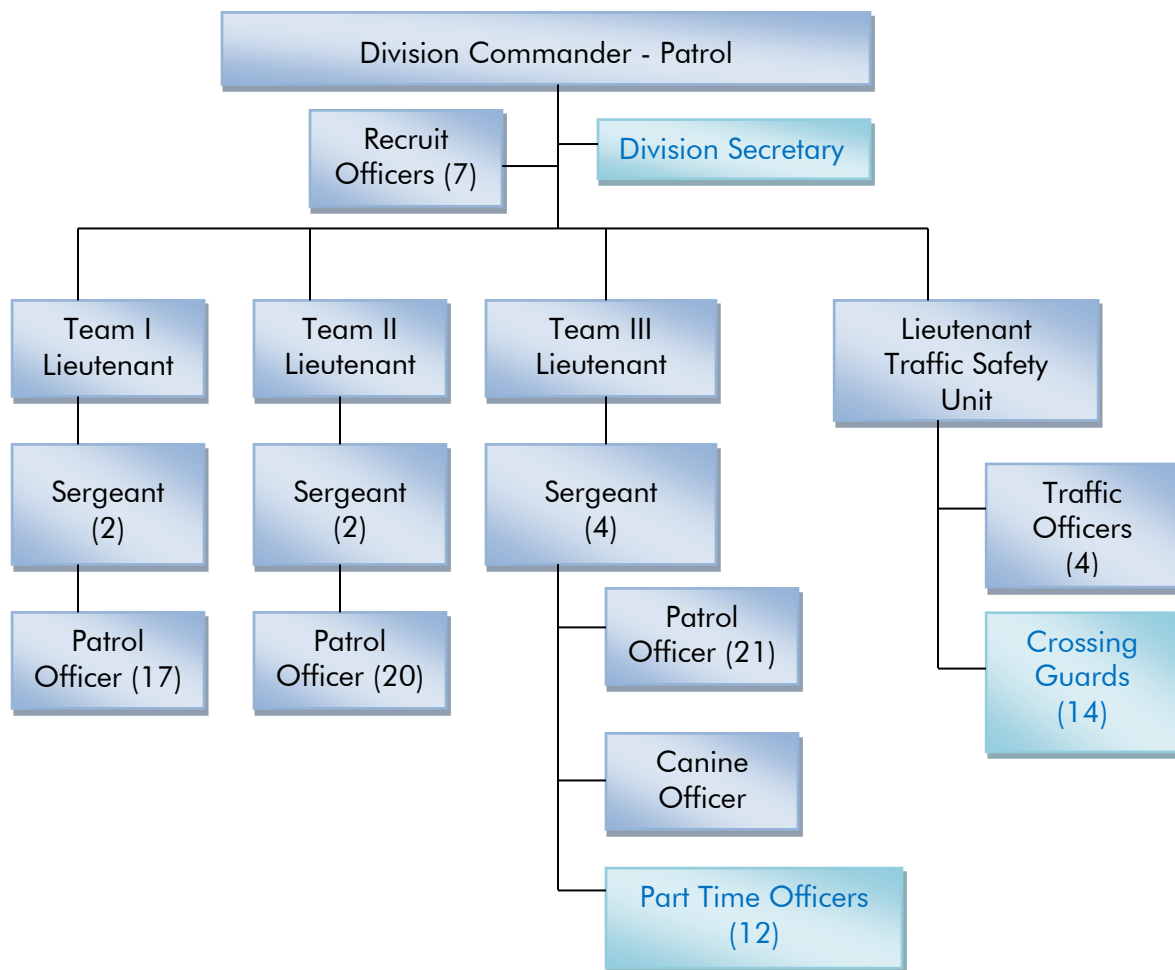 Division Commander - Patrol
Recruit
Officers (7)
Division Secretary
Team I
Lieutenant
Team II
Lieutenant
Team III
Lieutenant
Lieutenant
Traffic Safety
Unit
Sergeant
(2)
Sergeant
(2)
Sergeant
(4)
Traffic
Officers
(4)
Patrol
Officer (17)
Patrol
Officer (20)
Patrol
Officer (21)
Crossing
Guards
(14)
Canine
Officer
Part Time Officers
(12)